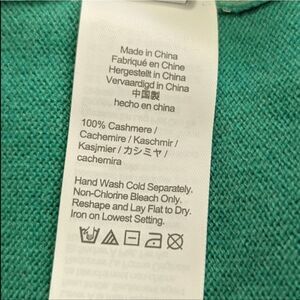 Made in China
Fabriqué en Chine
Hergestellt in China
Vervaardigd in China
中国製
hecho en china
100% Cashmere /
Cachemire / Kaschmir /
Kasjmier / カシミヤ /
cachemira
Hand Wash Cold Separately.
Non-Chlorine Bleach Only.
Reshape and Lay Flat to Dry.
Iron on Lowest Setting.